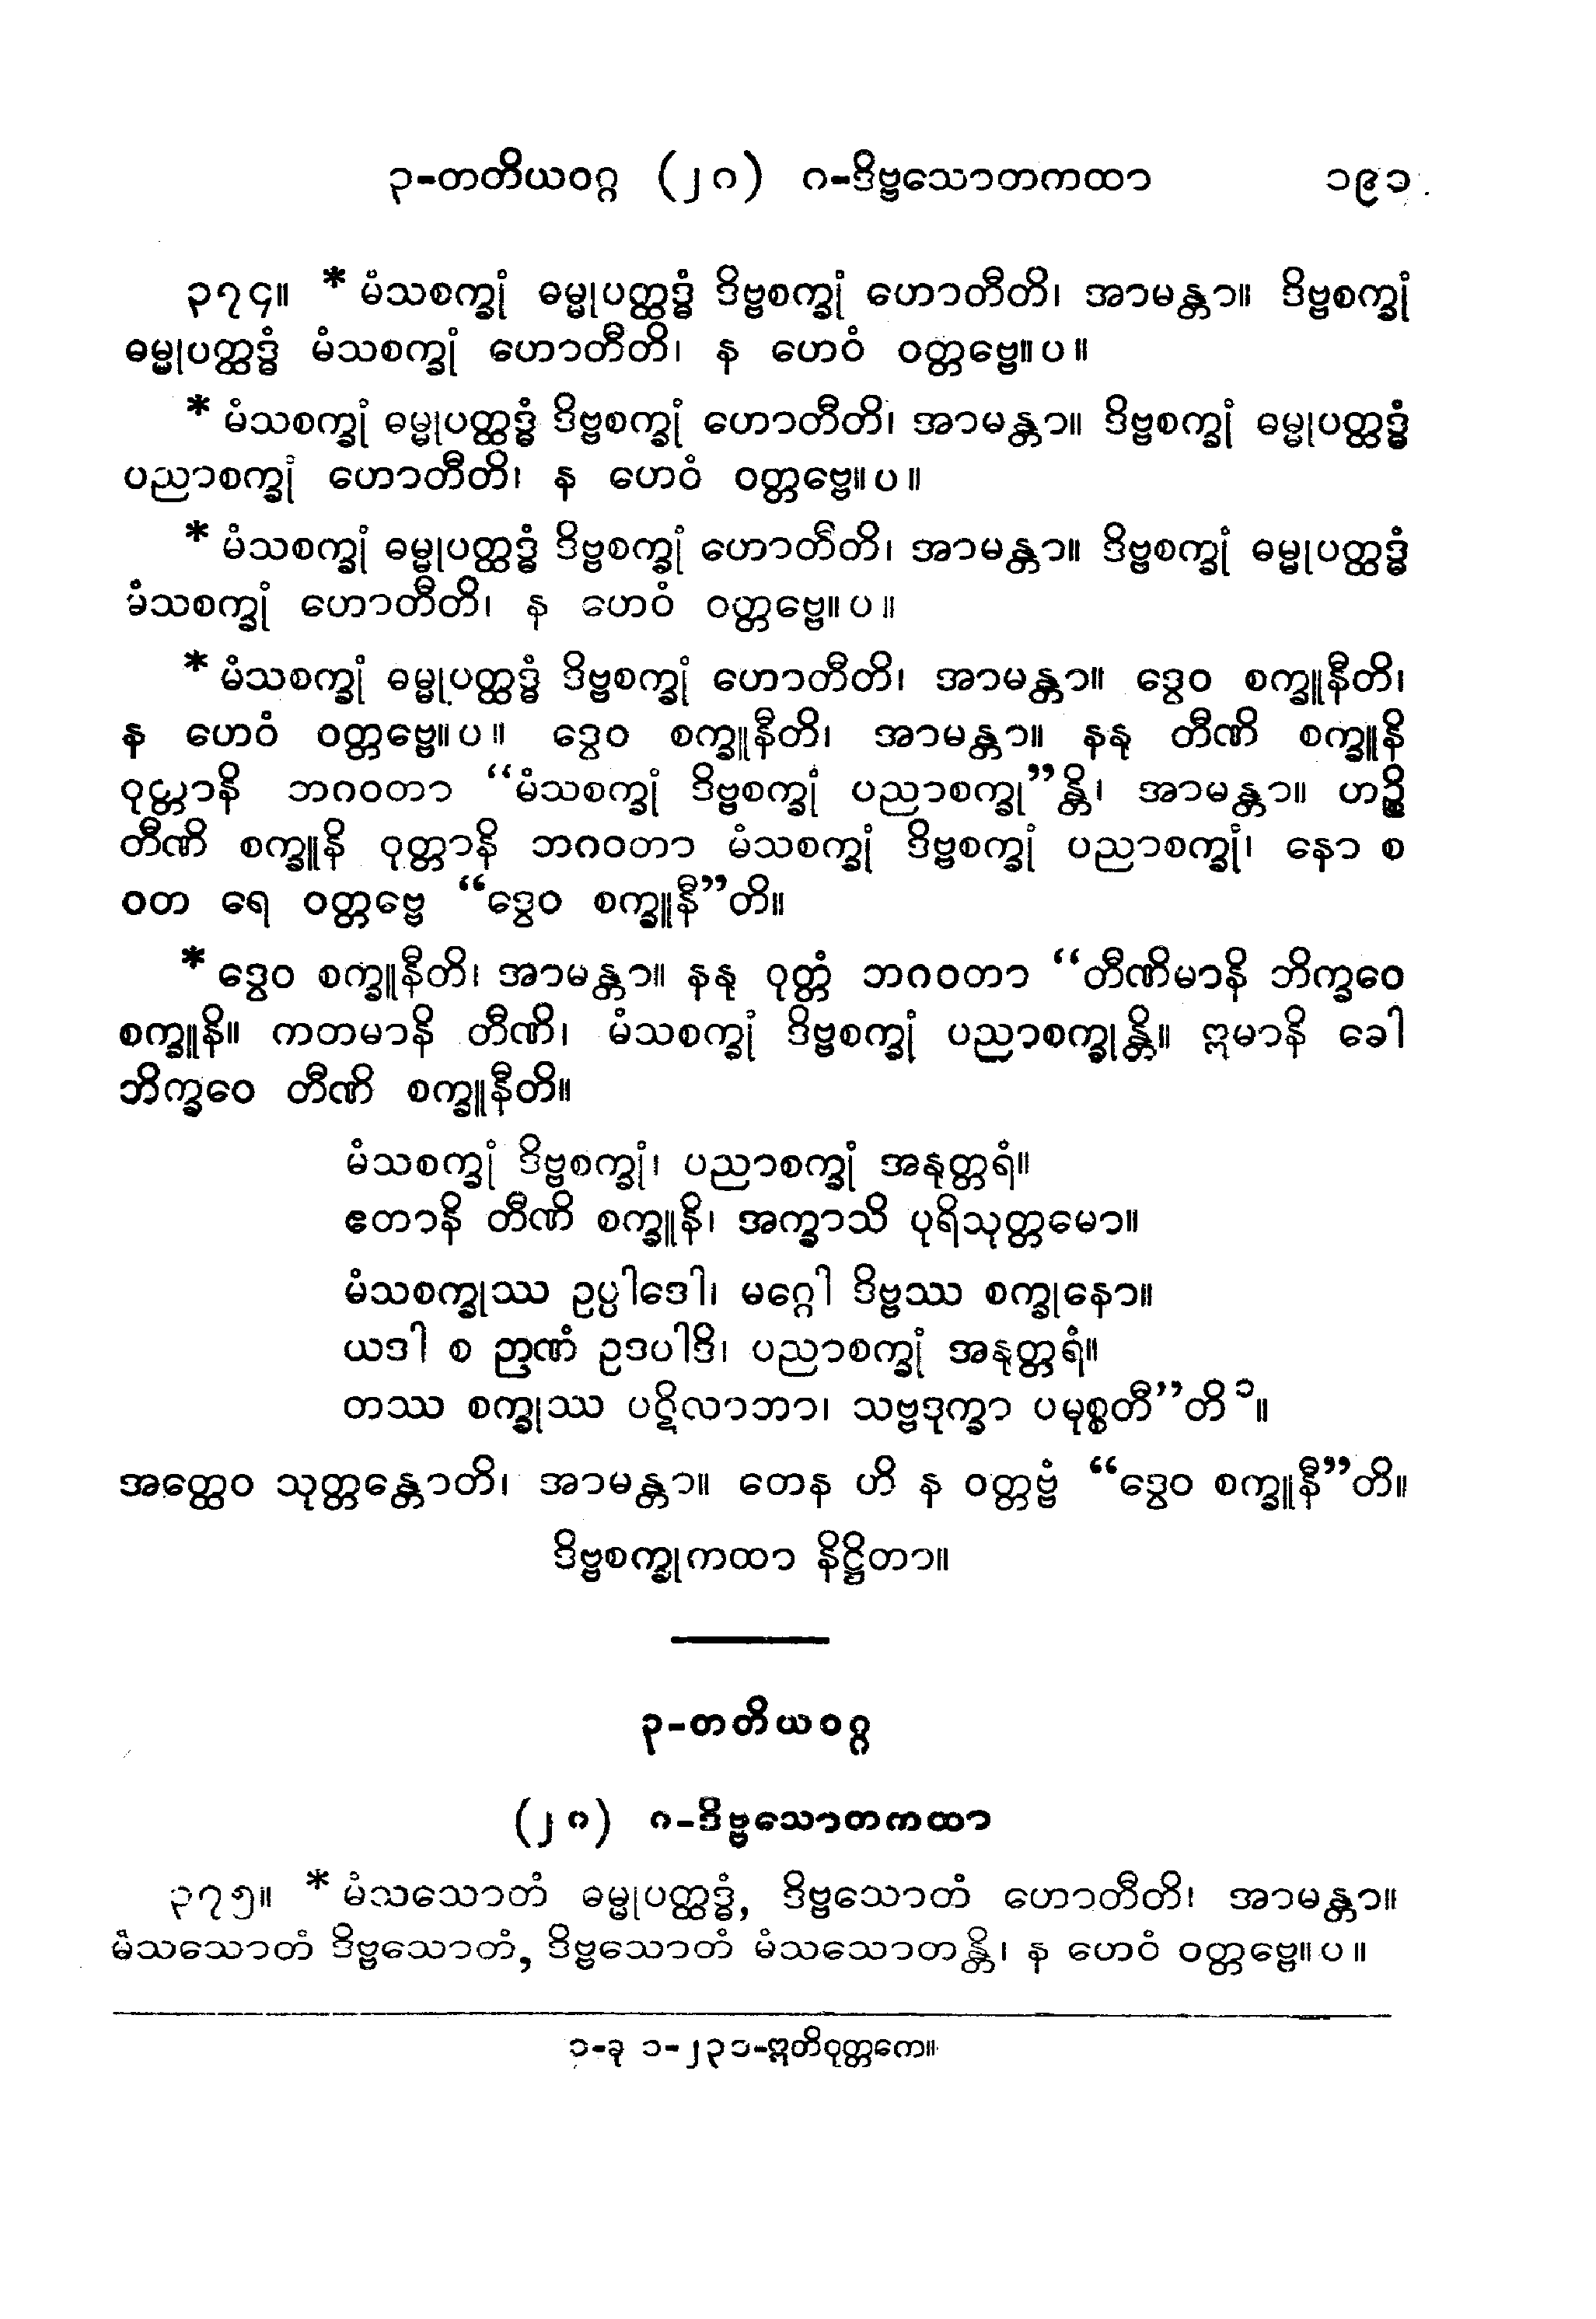 ၃-တတိယဝဂ္ဂ (၂၈) ဂ-ဒိဗ္ဗသောတကထာ ၁၉၁
၃၇၄။ * မံသစက္ခုံ ဓမ္မုပတ္ထဒ္ဓံ ဒိဗ္ဗစက္ခုံ ဟောတီတိ၊ အာမန္တာ။ ဒိဗ္ဗစက္ခုံ
ဓမ္မုပတ္ထဒ္ဓံ မံသစက္ခုံ ဟောတီတိ၊ န ဟေဝံ ဝတ္တဗ္ဗေ။ပ။
* မံသစက္ခုံ ဓမ္မုပတ္ထဒ္ဓံ ဒိဗ္ဗစက္ခုံ ဟောတီတိ၊ အာမန္တာ။ ဒိဗ္ဗစက္ခုံ ဓမ္မုပတ္ထဒ္ဓံ
ပညာစက္ခုံ ဟောတီတိ၊ န ဟေဝံ ဝတ္တဗ္ဗေ။ပ။
* မံသစက္ခုံ ဓမ္မုပတ္ထဒ္ဓံ ဒိဗ္ဗစက္ခုံ ဟောတီတိ၊ အာမန္တာ။ ဒိဗ္ဗစက္ခုံ ဓမ္မုပတ္ထဒ္ဓံ
မံသစက္ခုံ ဟောတီတိ၊ န ဟေဝံ ဝတ္တဗ္ဗေ။ပ။
* မံသစက္ခုံ ဓမ္မုပတ္ထဒ္ဓံ ဒိဗ္ဗစက္ခုံ ဟောတီတိ၊ အာမန္တာ။ ဒွေဝ စက္ခူနီတိ၊
န ဟေဝံ ဝတ္တဗ္ဗေ။ပ။ ဒွေဝ စက္ခူနီတိ၊ အာမန္တာ။ နနု တီဏိ စက္ခူနိ
ဝုတ္တာနိ ဘဂဝတာ “မံသစက္ခုံ ဒိဗ္ဗစက္ခုံ ပညာစက္ခု”န္တိ၊ အာမန္တာ။ ဟဉ္စိ
တီဏိ စက္ခူနိ ဝုတ္တာနိ ဘဂဝတာ မံသစက္ခုံ ဒိဗ္ဗစက္ခုံ ပညာစက္ခုံ၊ နော စ
ဝတ ရေ ဝတ္တဗ္ဗေ “ဒွေဝ စက္ခူနီ”တိ။
* ဒွေဝ စက္ခူနီတိ၊ အာမန္တာ။ နနု ဝုတ္တံ ဘဂဝတာ “တီဏိမာနိ ဘိက္ခဝေ
စက္ခူနိ။ ကတမာနိ တီဏိ၊ မံသစက္ခုံ ဒိဗ္ဗစက္ခုံ ပညာစက္ခုန္တိ။ ဣမာနိ ခေါ
ဘိက္ခဝေ တီဏိ စက္ခူနီတိ။
မံသစက္ခုံ ဒိဗ္ဗစက္ခုံ၊ ပညာစက္ခုံ အနုတ္တရံ။
ဧတာနိ တီဏိ စက္ခူနိ၊ အက္ခာသိ ပုရိသုတ္တမော။
မံသစက္ခုဿ ဥပ္ပါဒေါ၊ မဂ္ဂေါ ဒိဗ္ဗဿ စက္ခုနော။
ယဒါ စ ဉာဏံ ဥဒပါဒိ၊ ပညာစက္ခုံ အနုတ္တရံ။
တဿ စက္ခုဿ ပဋိလာဘာ၊ သဗ္ဗဒုက္ခာ ပမုစ္စတီ”တိ ၁။
အတ္ထေဝ သုတ္တန္တောတိ၊ အာမန္တာ။ တေန ဟိ န ဝတ္တဗ္ဗံ “ဒွေဝ စက္ခူနီ”တိ။
ဒိဗ္ဗစက္ခုကထာ နိဋ္ဌိတာ။
၃-တတိယဝဂ္ဂ
(၂၈) ဂ-ဒိဗ္ဗသောတကထာ
၃၇၅။ * မံသသောတံ ဓမ္မုပတ္ထဒ္ဓံ, ဒိဗ္ဗသောတံ ဟောတီတိ၊ အာမန္တာ။
မံသသောတံ ဒိဗ္ဗသောတံ, ဒိဗ္ဗသောတံ မံသသောတန္တိ၊ န ဟေဝံ ဝတ္တဗ္ဗေ။ပ။
၁-ခု ၁-၂၃၁-ဣတိဝုတ္တကေ။